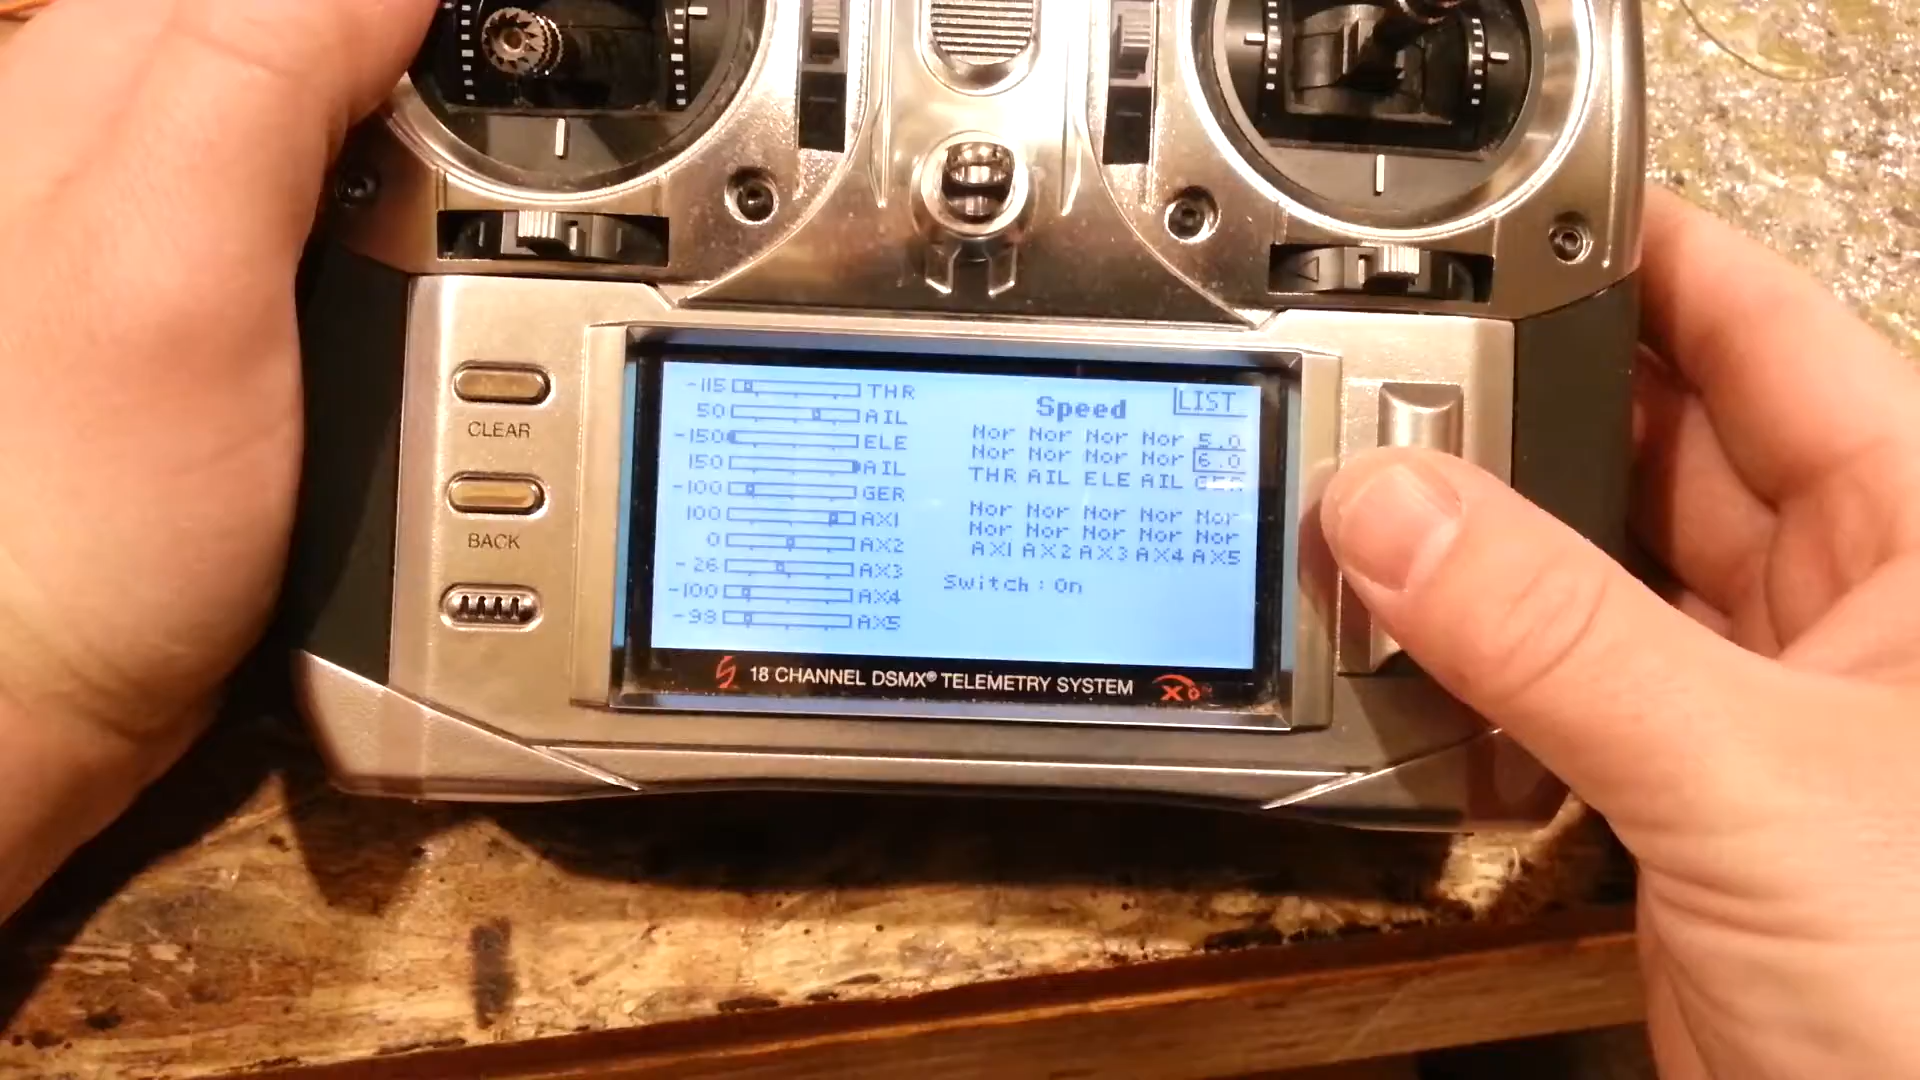 CLEAR
BACK
-115 THR
50 AIL
-150 ELE
150 AIL
-100 GER
100 AX1
0 AX2
-26 AX3
-100 AX4
-98 AX5
Speed
LIST
Nor Nor Nor Nor 5.0
Nor Nor Nor Nor 6.0
THR AIL ELE AIL
Nor Nor Nor Nor Nor
Nor Nor Nor Nor Nor
AX1 AX2 AX3 AX4 AX5
Switch : On
18 CHANNEL DSMX® TELEMETRY SYSTEM